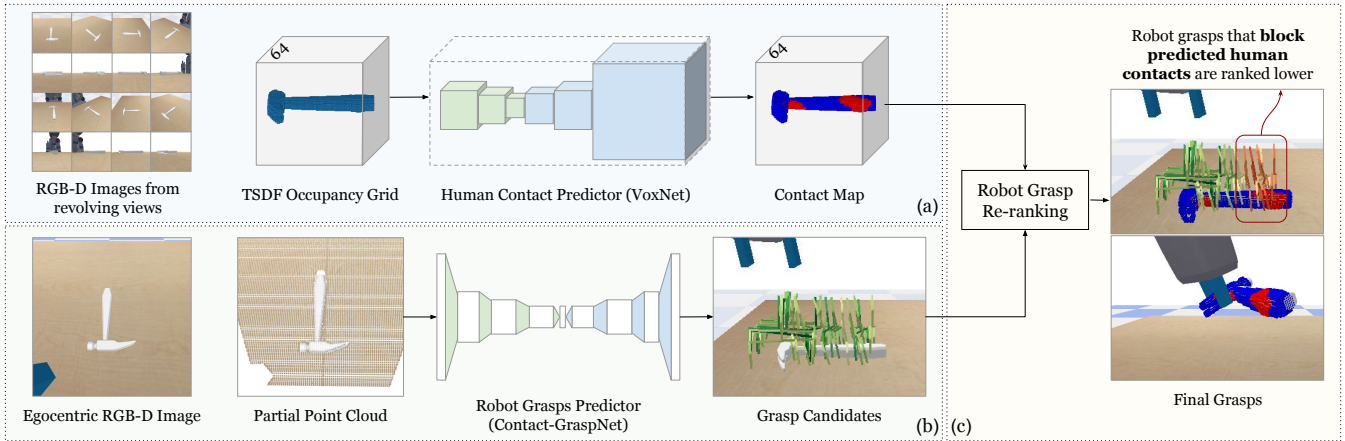 64
64
RGB-D Images from
revolving views
TSDF Occupancy Grid
Human Contact Predictor (VoxNet)
Contact Map
(a)
Egocentric RGB-D Image
Partial Point Cloud
Robot Grasps Predictor
(Contact-GraspNet)
Grasp Candidates
(b)
Robot grasps that block
predicted human
contacts are ranked lower
Robot Grasp
Re-ranking
Final Grasps
(c)